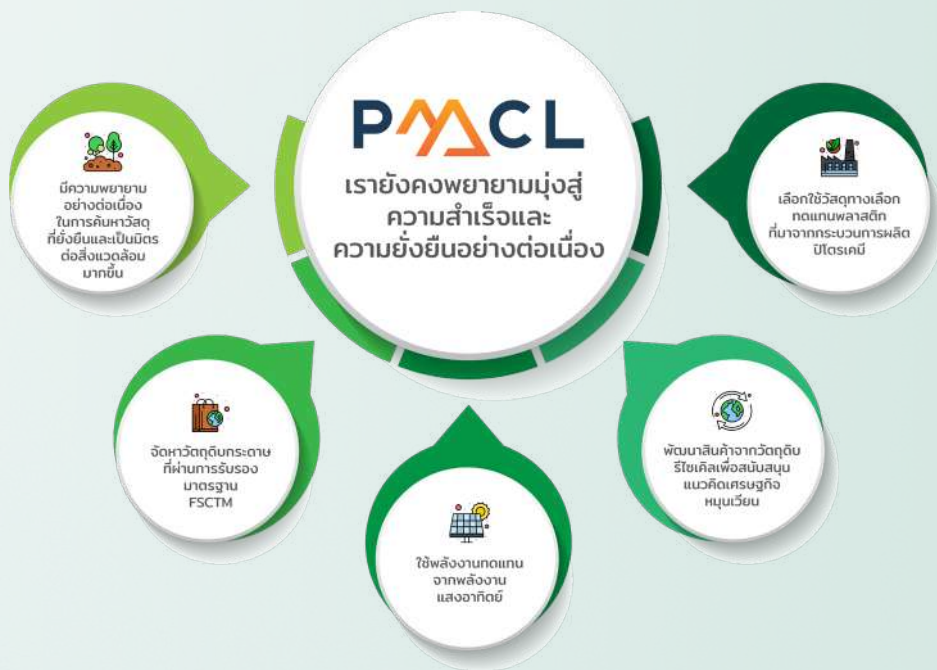 PMCL
เรายังคงพยายามมุ่งสู่
ความสำเร็จและ
ความยั่งยืนอย่างต่อเนื่อง
มีความพยายาม
อย่างต่อเนื่อง
ในการค้นหาวัสดุ
ที่ยั่งยืนและเป็นมิตร
ต่อสิ่งแวดล้อม
มากขึ้น
จัดหาวัตถุดิบกระดาษ
ที่ผ่านการรับรอง
มาตรฐาน
FSCTM
ใช้พลังงานทดแทน
จากพลังงาน
แสงอาทิตย์
พัฒนาสินค้าจากวัตถุดิบ
รีไซเคิลเพื่อสนับสนุน
แนวคิดเศรษฐกิจ
หมุนเวียน
เลือกใช้วัสดุทางเลือก
ทดแทนพลาสติก
ที่มาจากกระบวนการผลิต
ปิโตรเคมี